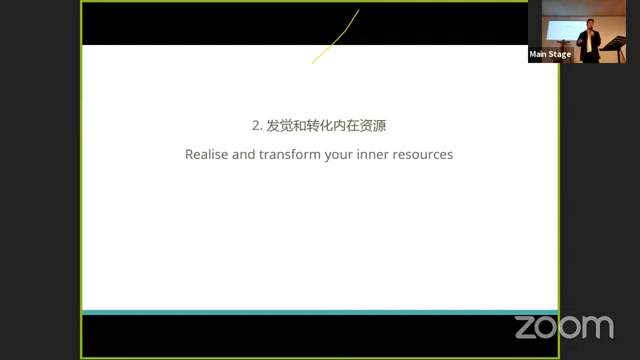 Main Stage
2. 发觉和转化内在资源
Realise and transform your inner resources
zoom